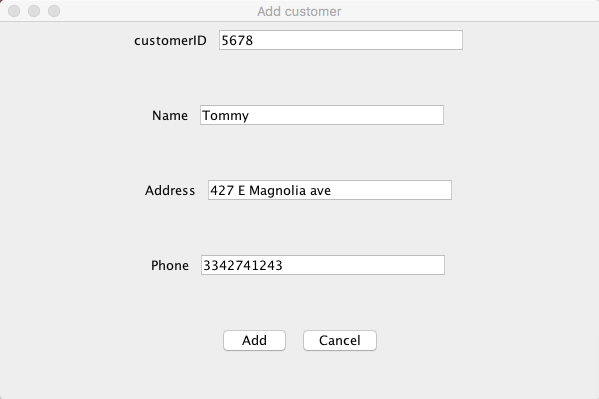 Add customer
customerID 5678
Name Tommy
Address 427 E Magnolia ave
Phone 3342741243
Add Cancel